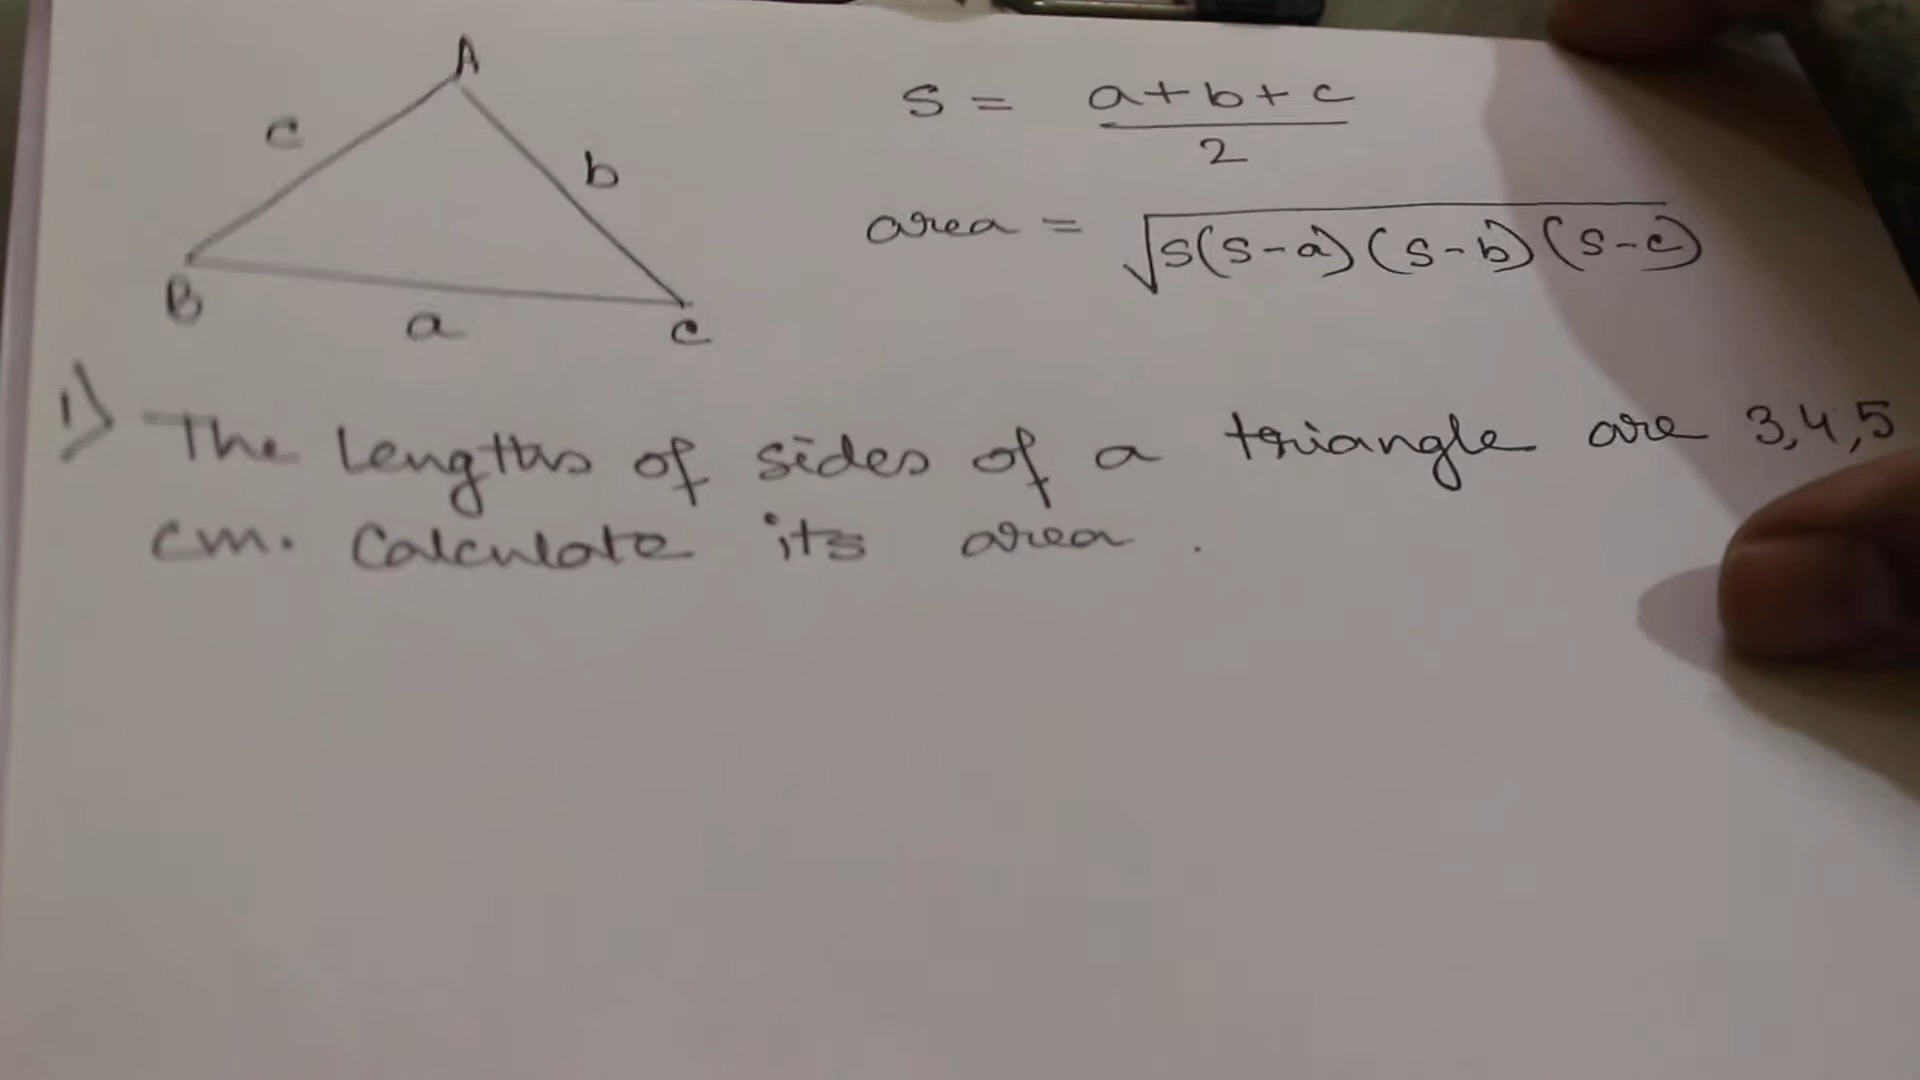 A
c
b
B
a
C
s = a+b+c
2
area = √s(s-a)(s-b)(s-c)
1) The Lengths of sides of a triangle are 3,4,5
cm. Calculate its area.